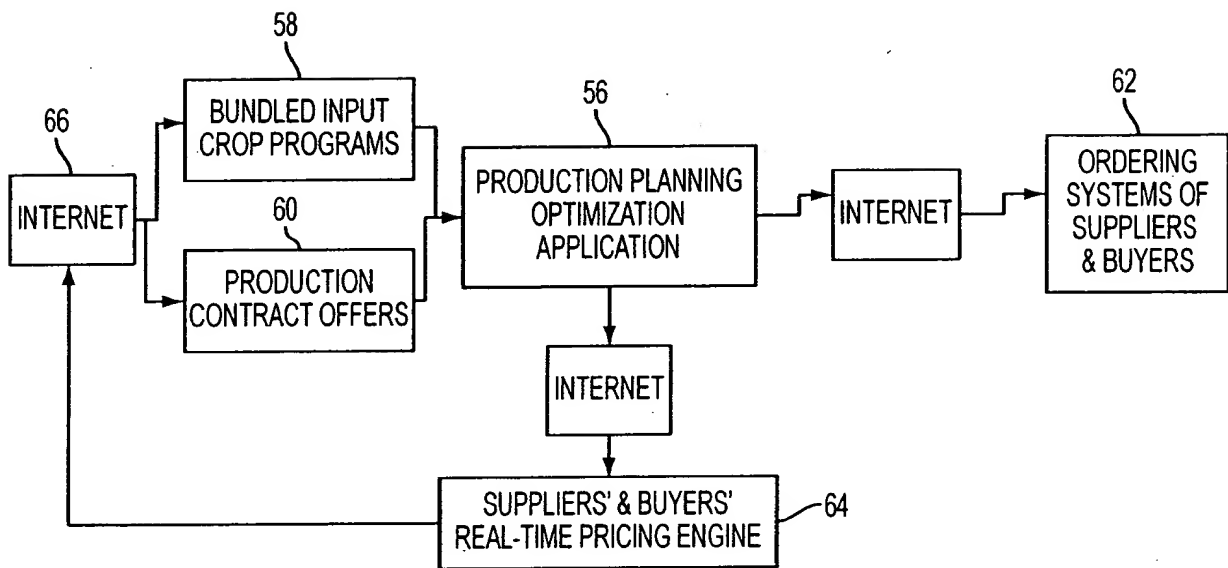 58
BUNDLED INPUT
CROP PROGRAMS
66
INTERNET
60
PRODUCTION
CONTRACT OFFERS
56
PRODUCTION PLANNING
OPTIMIZATION
APPLICATION
INTERNET
62
ORDERING
SYSTEMS OF
SUPPLIERS
& BUYERS
INTERNET
SUPPLIERS' & BUYERS'
REAL-TIME PRICING ENGINE
64